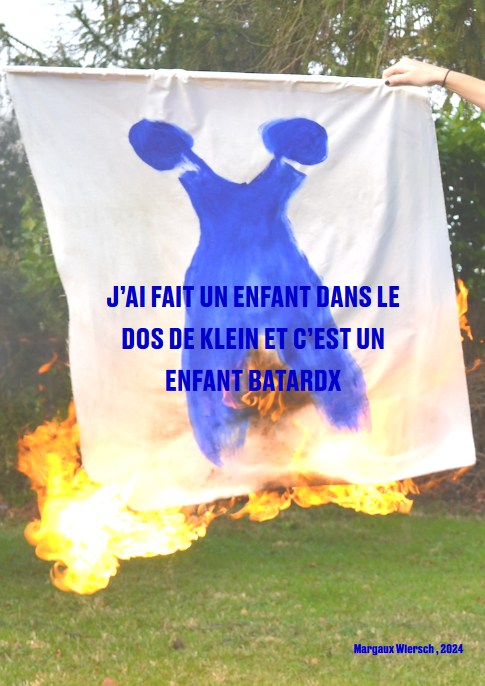 J'AI FAIT UN ENFANT DANS LE
DOS DE KLEIN ET C'EST UN
ENFANT BATARDX
Margaux Wiersch, 2024